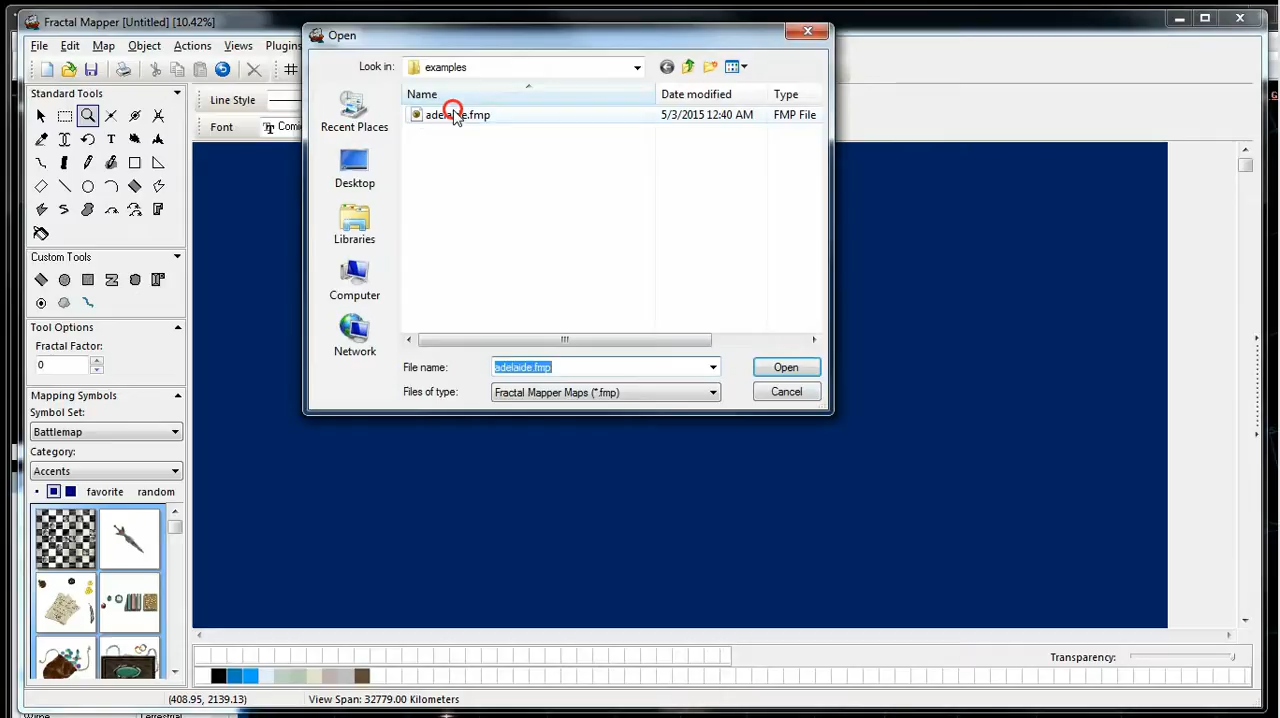 Fractal Mapper [Untitled] [10.42%]
File Edit Map Object Actions Views Plugins
Standard Tools
Line Style
Font
T
Custom Tools
Tool Options
Fractal Factor:
0
Mapping Symbols
Symbol Set:
Battlemap
Category:
Accents
favorite random
Open
Look in: examples
Name Date modified Type
adelaide.fmp 5/3/2015 12:40 AM FMP File
Recent Places
Desktop
Libraries
Computer
Network
File name: adelaide.fmp Open
Files of type: Fractal Mapper Maps (*.fmp) Cancel
Transparency:
(408.95, 2139.13) View Span: 32779.00 Kilometers